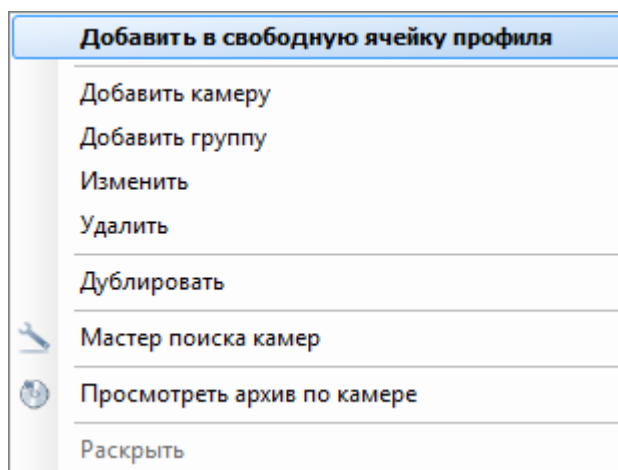 Добавить в свободную ячейку профиля
Добавить камеру
Добавить группу
Изменить
Удалить
Дублировать
Мастер поиска камер
Просмотреть архив по камере
Раскрыть